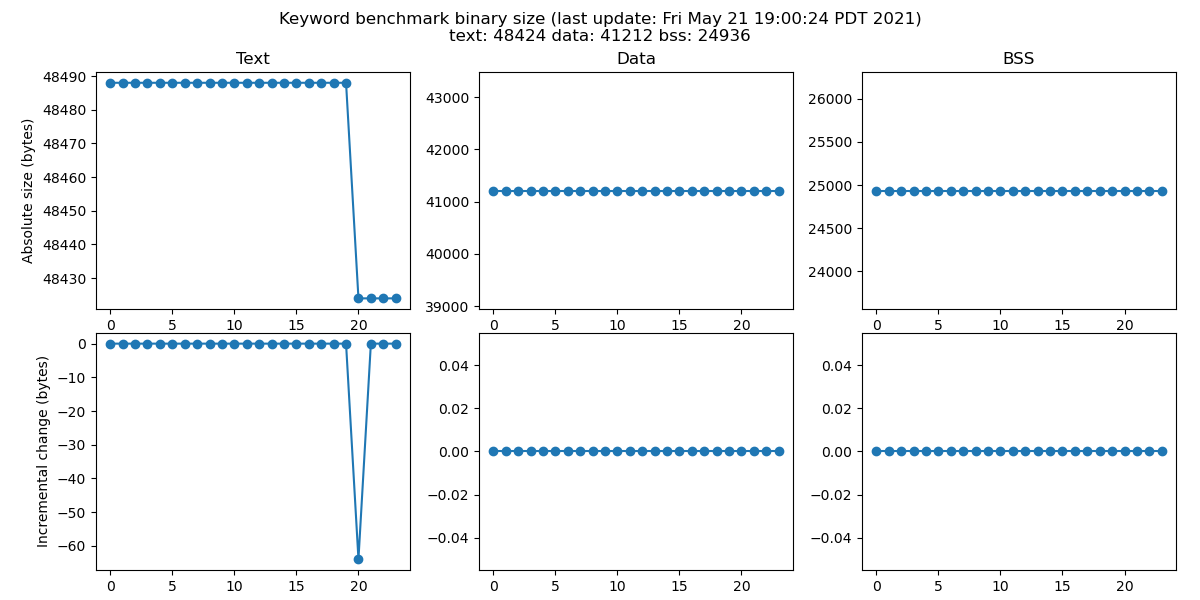 Keyword benchmark binary size (last update: Fri May 21 19:00:24 PDT 2021)
text: 48424 data: 41212 bss: 24936
Text
Data
BSS
Absolute size (bytes)
48490
48480
48470
48460
48450
48440
48430
0 5 10 15 20
43000
42000
41000
40000
39000
0 5 10 15 20
26000
25500
25000
24500
24000
0 5 10 15 20
Incremental change (bytes)
0
−10
−20
−30
−40
−50
−60
0 5 10 15 20
0.04
0.02
0.00
−0.02
−0.04
0 5 10 15 20
0.04
0.02
0.00
−0.02
−0.04
0 5 10 15 20